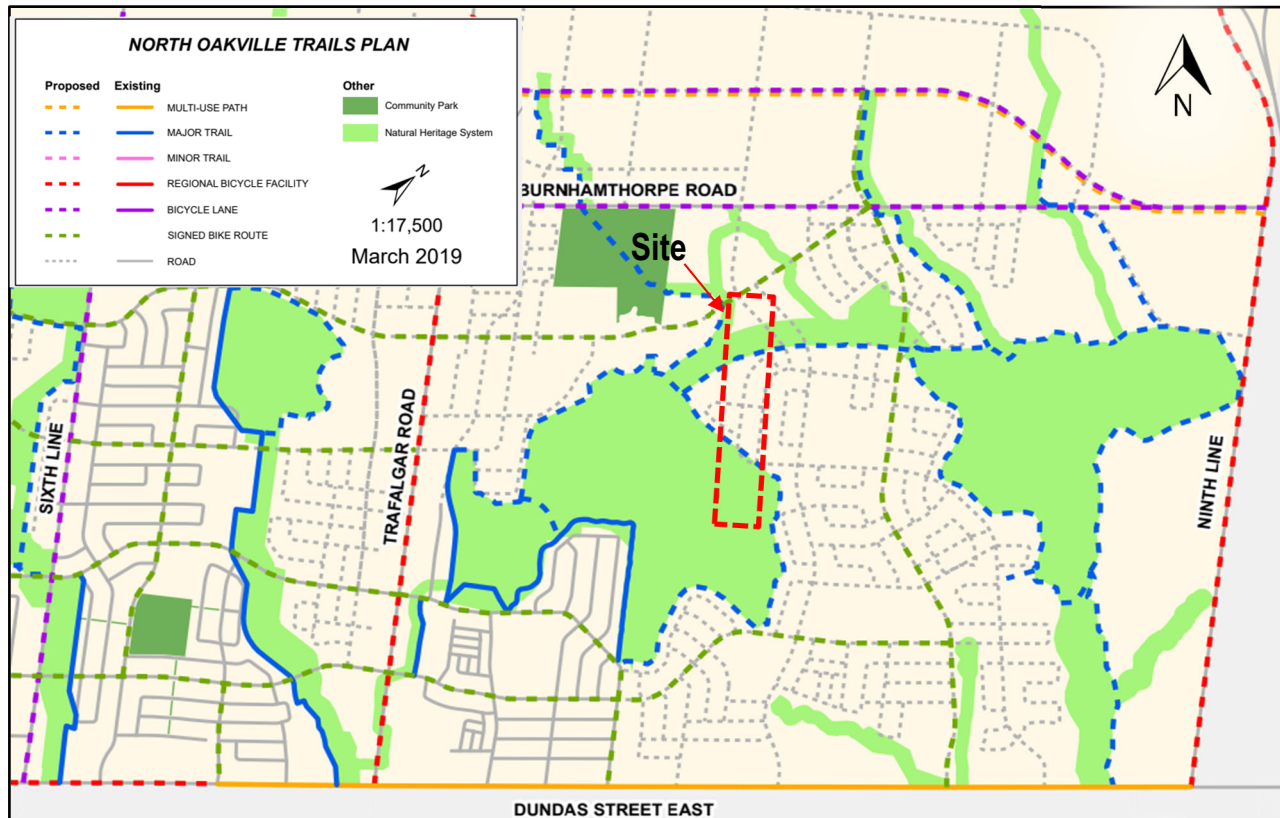 NORTH OAKVILLE TRAILS PLAN
Proposed Existing
MULTI-USE PATH
MAJOR TRAIL
MINOR TRAIL
REGIONAL BICYCLE FACILITY
BICYCLE LANE
SIGNED BIKE ROUTE
ROAD
Other
Community Park
Natural Heritage System
N
1:17,500
March 2019
N
BURNHAMTHORPE ROAD
Site
SIXTH LINE
TRAFALGAR ROAD
NINTH LINE
DUNDAS STREET EAST